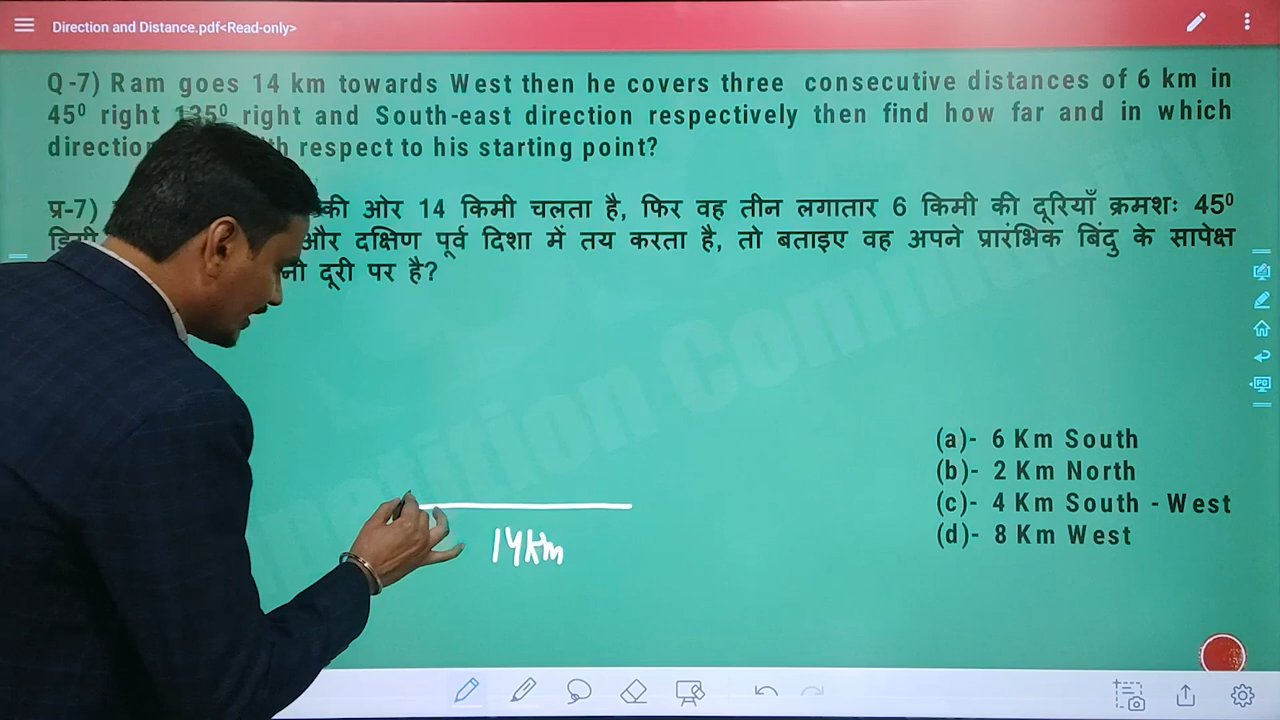 Direction and Distance.pdf<Read-only>
Q-7) Ram goes 14 km towards West then he covers three consecutive distances of 6 km in
45⁰ right 135⁰ right and South-east direction respectively then find how far and in which
direction with respect to his starting point?
प्र-7) की ओर 14 किमी चलता है, फिर वह तीन लगातार 6 किमी की दूरियाँ क्रमशः 45⁰
और दक्षिण पूर्व दिशा में तय करता है, तो बताइए वह अपने प्रारंभिक बिंदु के सापेक्ष
दूरी पर है?
(a)- 6 Km South
(b)- 2 Km North
(c)- 4 Km South - West
(d)- 8 Km West
14km